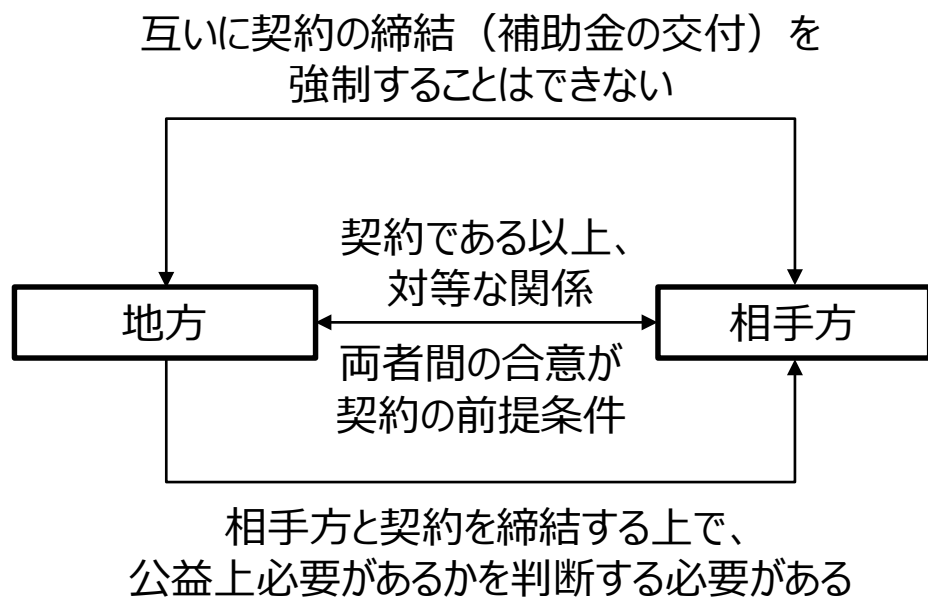 互いに契約の締結（補助金の交付）を
強制することはできない
契約である以上、
対等な関係
地方
相手方
両者間の合意が
契約の前提条件
相手方と契約を締結する上で、
公益上必要があるかを判断する必要がある